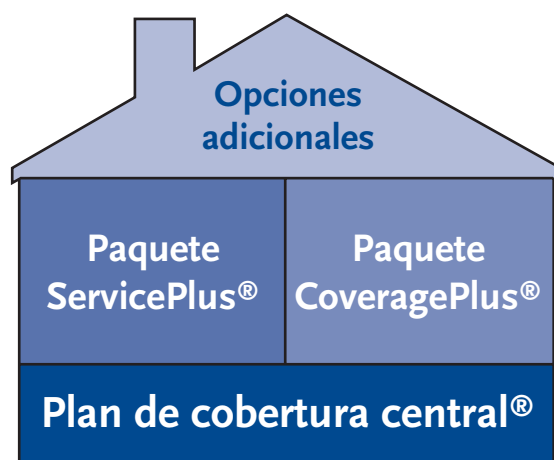 Opciones
adicionales
Paquete
ServicePlus®
Paquete
CoveragePlus®
Plan de cobertura central®